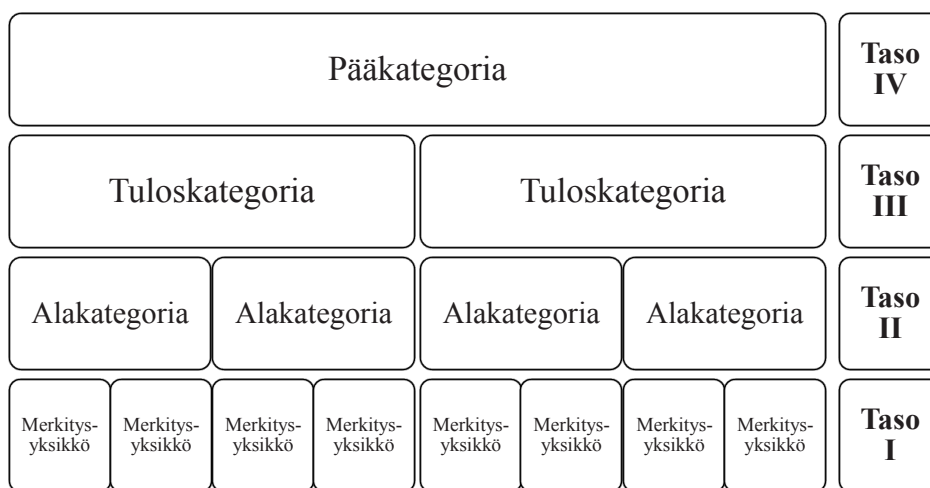 Pääkategoria
Taso
IV
Tuloskategoria
Tuloskategoria
Taso
III
Alakategoria
Alakategoria
Alakategoria
Alakategoria
Taso
II
Merkitys-
yksikkö
Merkitys-
yksikkö
Merkitys-
yksikkö
Merkitys-
yksikkö
Merkitys-
yksikkö
Merkitys-
yksikkö
Merkitys-
yksikkö
Merkitys-
yksikkö
Taso
I